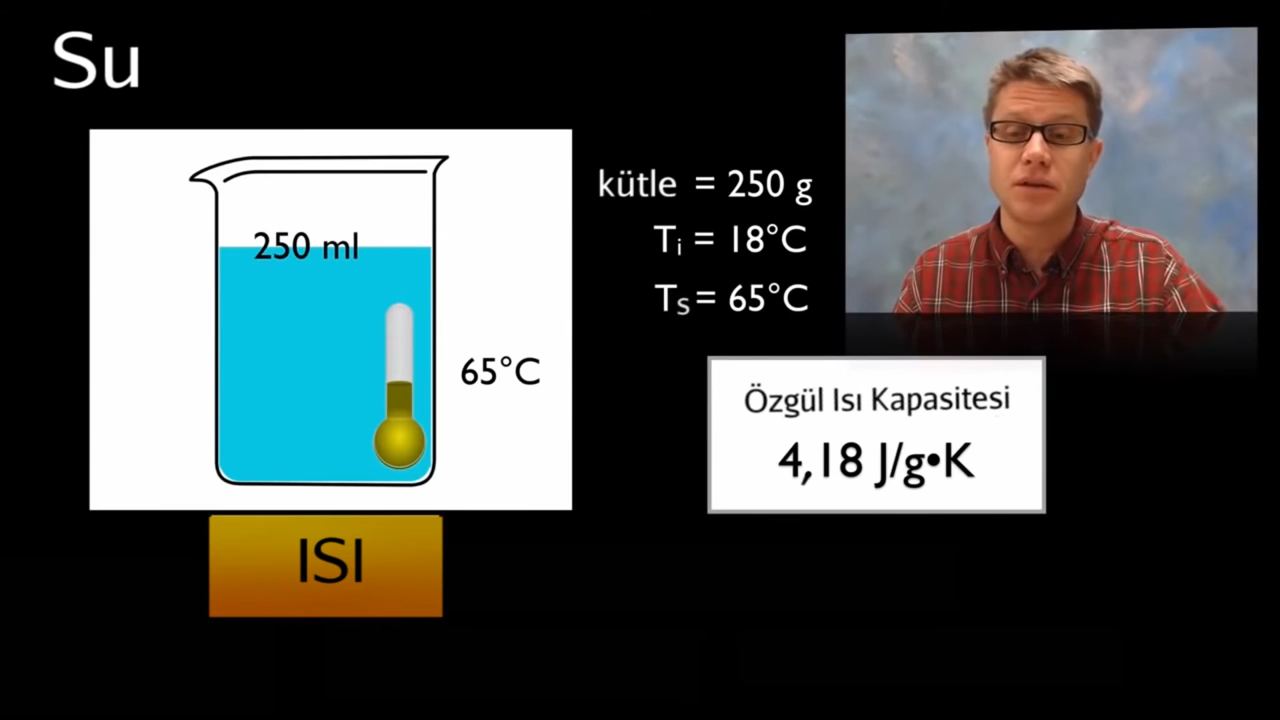 Su
250 ml
65°C
ISI
kütle = 250 g
Tᵢ = 18°C
Tₛ = 65°C
Özgül Isı Kapasitesi
4,18 J/g•K